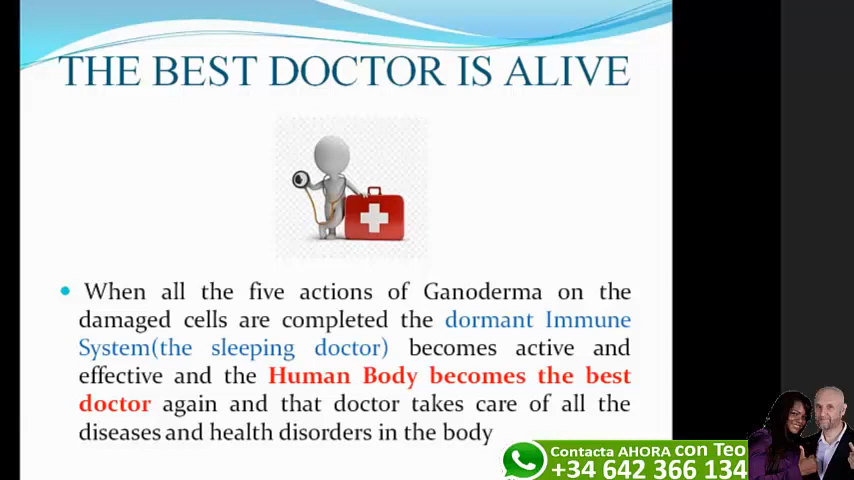 THE BEST DOCTOR IS ALIVE
When all the five actions of Ganoderma on the
damaged cells are completed the dormant Immune
System(the sleeping doctor) becomes active and
effective and the Human Body becomes the best
doctor again and that doctor takes care of all the
diseases and health disorders in the body
Contacta AHORA con Teo
+34 642 366 134